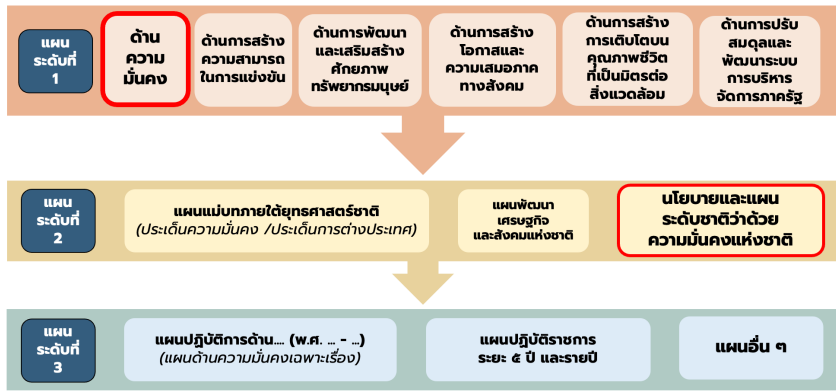 แผน
ระดับที่
1
ด้าน
ความ
มั่นคง
ด้านการสร้าง
ความสามารถ
ในการแข่งขัน
ด้านการพัฒนา
และเสริมสร้าง
ศักยภาพ
ทรัพยากรมนุษย์
ด้านการสร้าง
โอกาสและ
ความเสมอภาค
ทางสังคม
ด้านการสร้าง
การเติบโตบน
คุณภาพชีวิต
ที่เป็นมิตรต่อ
สิ่งแวดล้อม
ด้านการปรับ
สมดุลและ
พัฒนาระบบ
การบริหาร
จัดการภาครัฐ
แผน
ระดับที่
2
แผนแม่บทภายใต้ยุทธศาสตร์ชาติ
(ประเด็นความมั่นคง /ประเด็นการต่างประเทศ)
แผนพัฒนา
เศรษฐกิจ
และสังคมแห่งชาติ
นโยบายและแผน
ระดับชาติว่าด้วย
ความมั่นคงแห่งชาติ
แผน
ระดับที่
3
แผนปฏิบัติการด้าน.... (พ.ศ. ... - ...)
(แผนด้านความมั่นคงเฉพาะเรื่อง)
แผนปฏิบัติราชการ
ระยะ ๕ ปี และรายปี
แผนอื่น ๆ